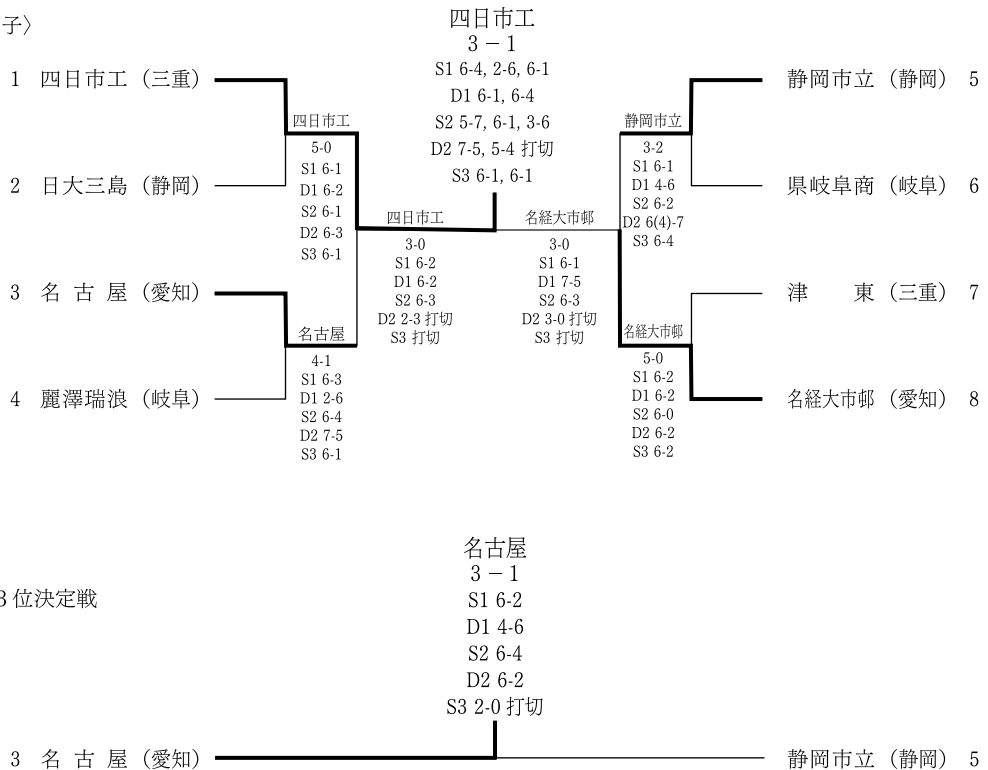 子〉
四日市工
3－1
S1 6-4, 2-6, 6-1
D1 6-1, 6-4
S2 5-7, 6-1, 3-6
D2 7-5, 5-4 打切
S3 6-1, 6-1
1 四日市工（三重）
2 日大三島（静岡）
3 名古屋（愛知）
4 麗澤瑞浪（岐阜）
四日市工
5-0
S1 6-1
D1 6-2
S2 6-1
D2 6-3
S3 6-1
名古屋
4-1
S1 6-3
D1 2-6
S2 6-4
D2 7-5
S3 6-1
四日市工
3-0
S1 6-2
D1 6-2
S2 6-3
D2 2-3 打切
S3 打切
名経大市邨
3-0
S1 6-1
D1 7-5
S2 6-3
D2 3-0 打切
S3 打切
静岡市立
3-2
S1 6-1
D1 4-6
S2 6-2
D2 6(4)-7
S3 6-4
名経大市邨
5-0
S1 6-2
D1 6-2
S2 6-0
D2 6-2
S3 6-2
静岡市立（静岡） 5
県岐阜商（岐阜） 6
津東（三重） 7
名経大市邨（愛知） 8
3位決定戦
名古屋
3－1
S1 6-2
D1 4-6
S2 6-4
D2 6-2
S3 2-0 打切
3 名古屋（愛知）
静岡市立（静岡） 5